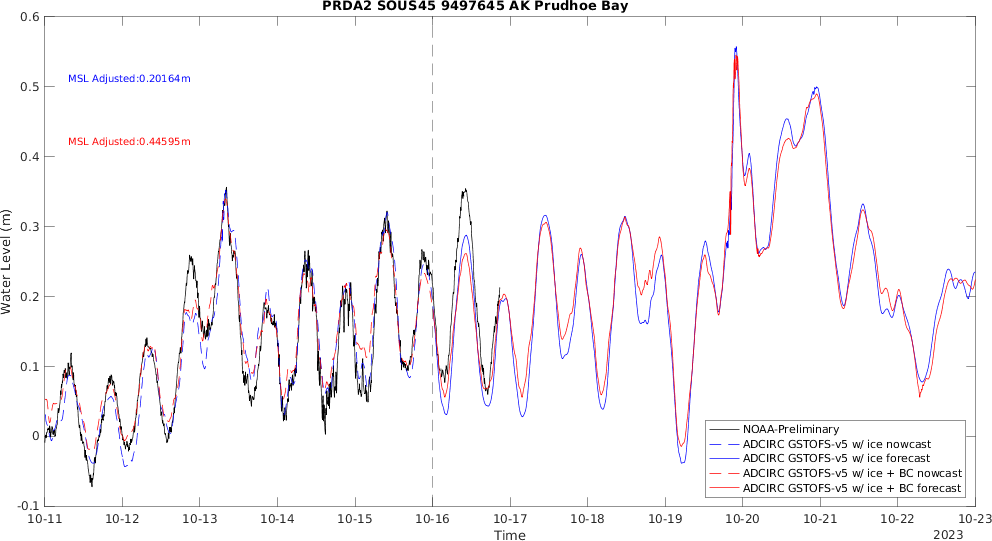 PRDA2 SOUS45 9497645 AK Prudhoe Bay
0.6
0.5
0.4
0.3
0.2
0.1
0
-0.1
Water Level (m)
MSL Adjusted:0.20164m
MSL Adjusted:0.44595m
NOAA-Preliminary
ADCIRC GSTOFS-v5 w/ ice nowcast
ADCIRC GSTOFS-v5 w/ ice forecast
ADCIRC GSTOFS-v5 w/ ice + BC nowcast
ADCIRC GSTOFS-v5 w/ ice + BC forecast
10-11 10-12 10-13 10-14 10-15 10-16 10-17 10-18 10-19 10-20 10-21 10-22 10-23
Time
2023